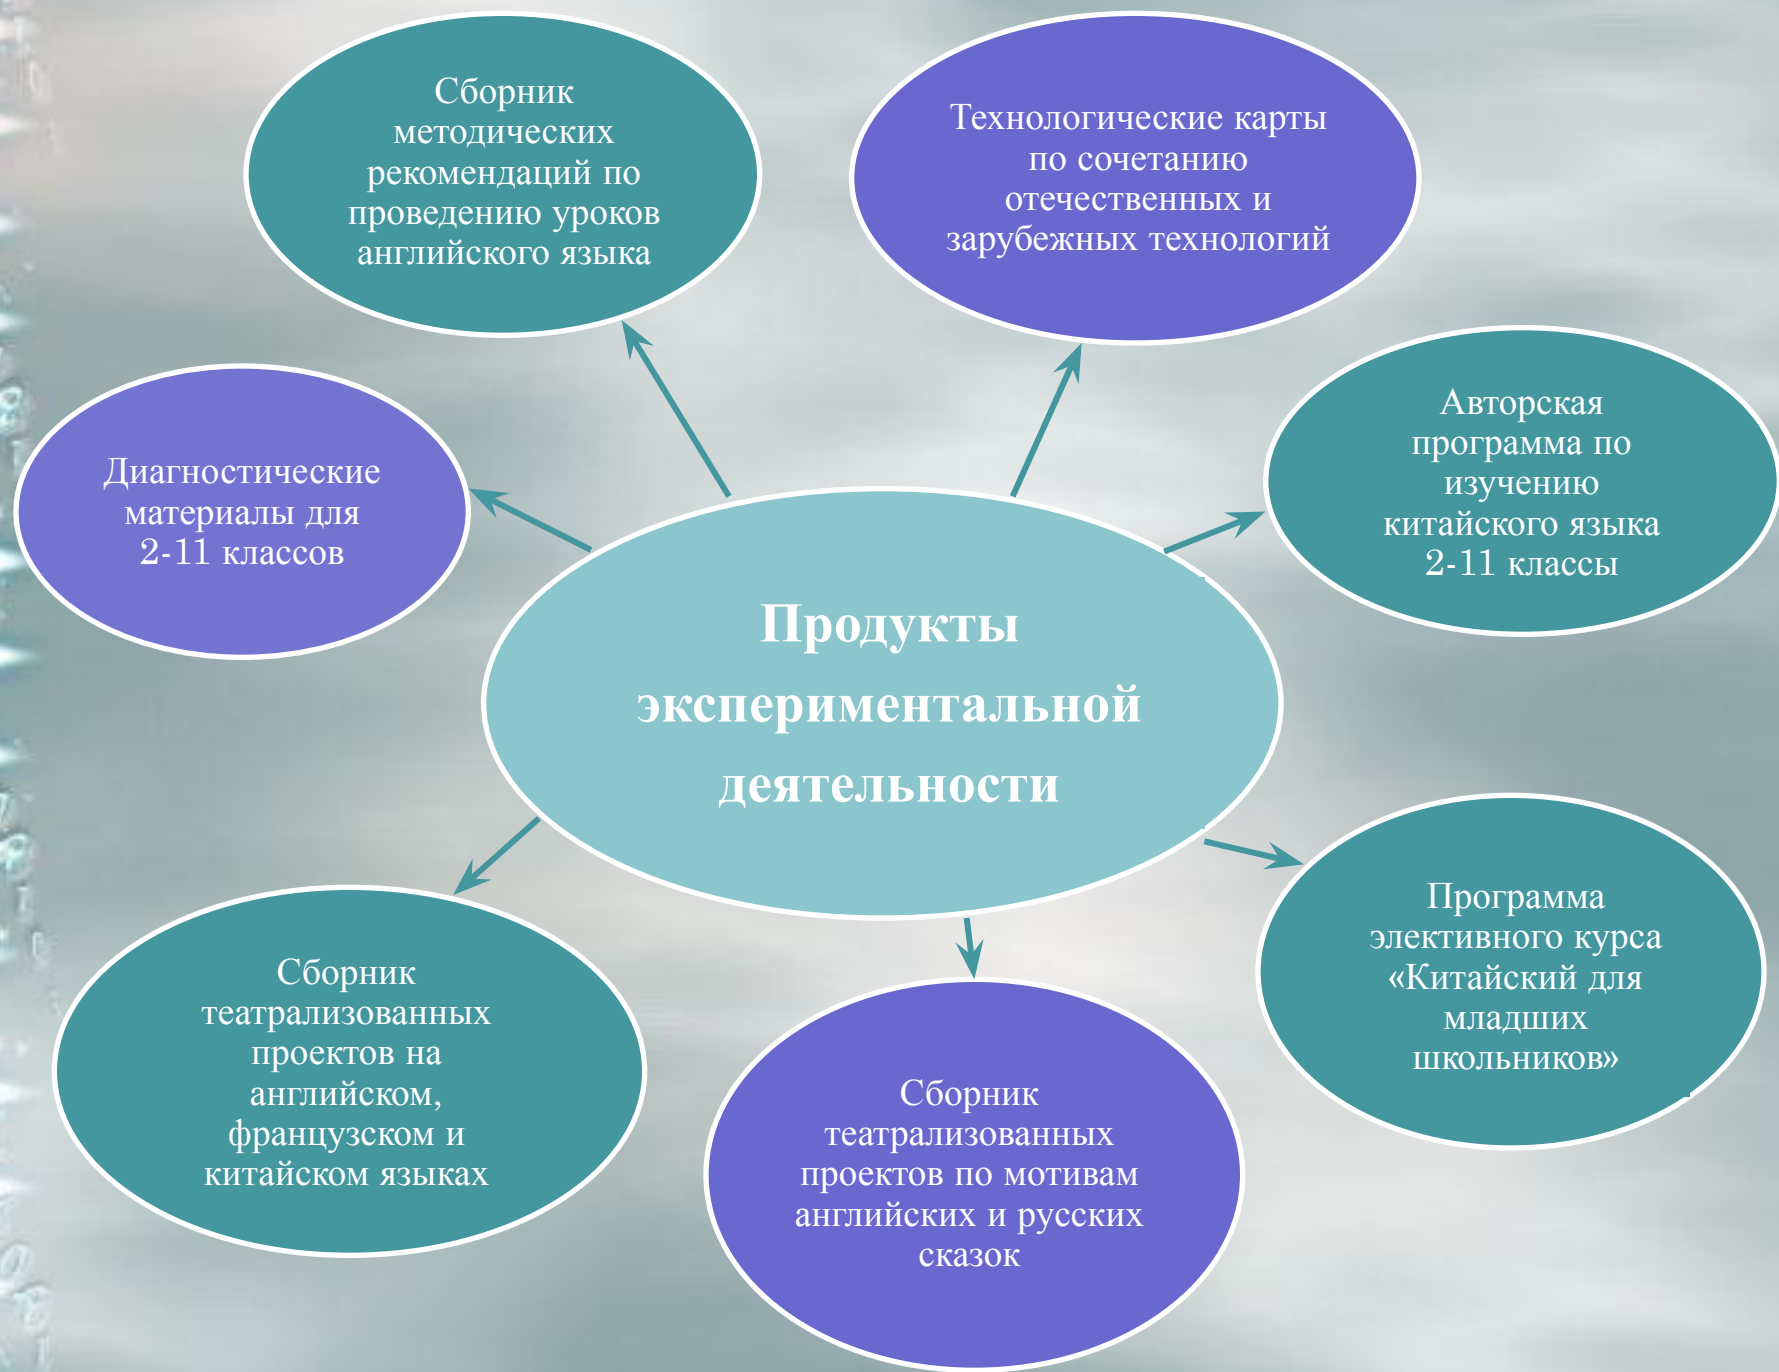 Сборник
методических
рекомендаций по
проведению уроков
английского языка
Технологические карты
по сочетанию
отечественных и
зарубежных технологий
Диагностические
материалы для
2-11 классов
Авторская
программа по
изучению
китайского языка
2-11 классы
Продукты
экспериментальной
деятельности
Сборник
театрализованных
проектов на
английском,
французском и
китайском языках
Сборник
театрализованных
проектов по мотивам
английских и русских
сказок
Программа
элективного курса
«Китайский для
младших
школьников»